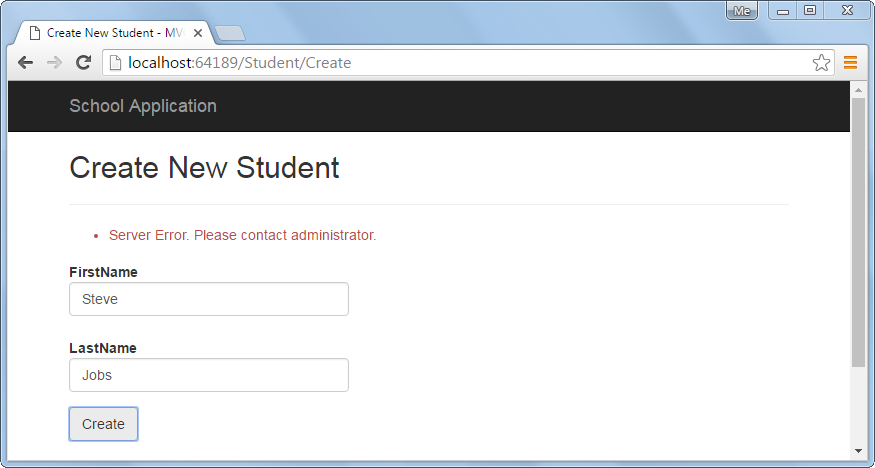 Me
Create New Student - MV
localhost:64189/Student/Create
School Application
Create New Student
Server Error. Please contact administrator.
FirstName
Steve
LastName
Jobs
Create